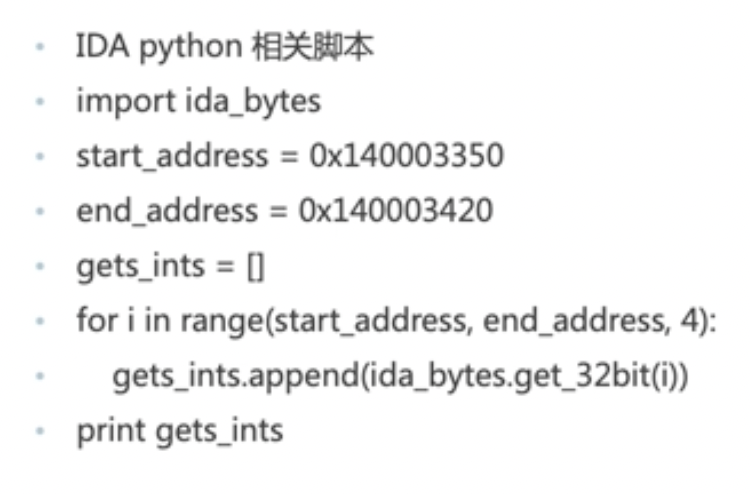 IDA python 相关脚本
import ida_bytes
start_address = 0x140003350
end_address = 0x140003420
gets_ints = []
for i in range(start_address, end_address, 4):
gets_ints.append(ida_bytes.get_32bit(i))
print gets_ints